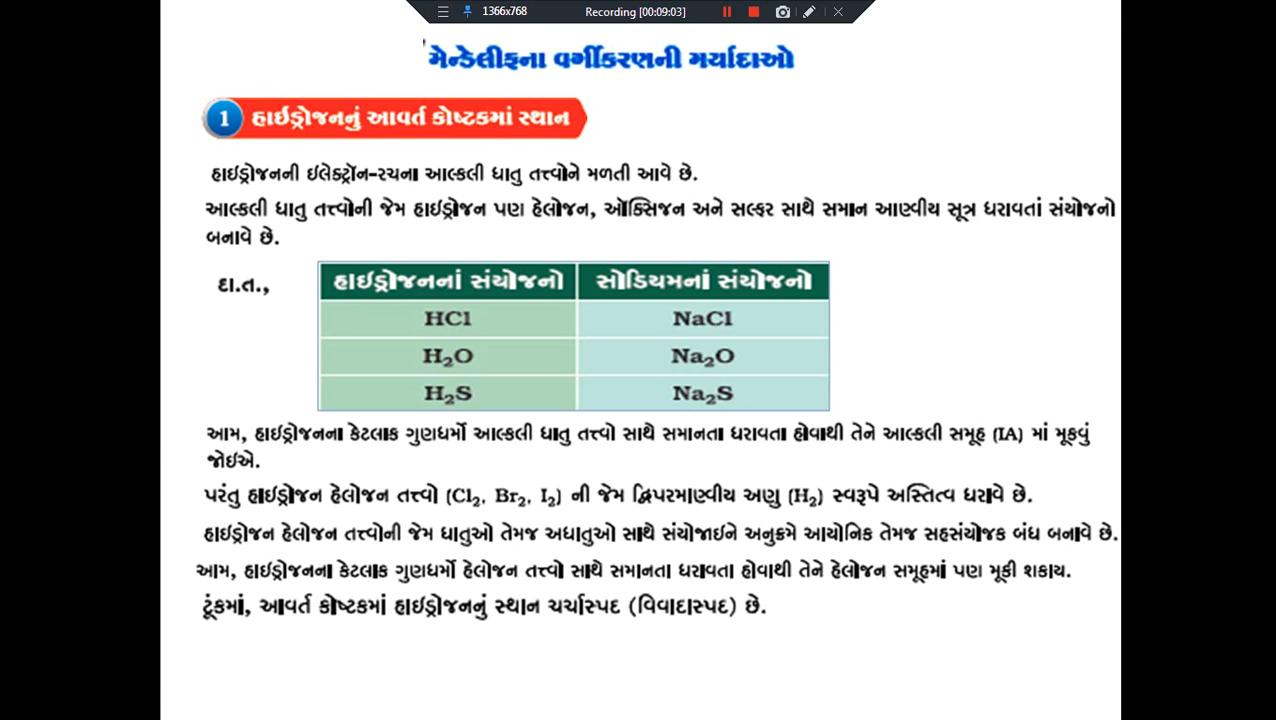 1366x768 Recording [00:09:03]
મેન્ડેલીફના વર્ગીકરણની મર્યાદાઓ
1 હાઇડ્રોજનનું આવર્ત કોષ્ટકમાં સ્થાન
હાઇડ્રોજનની ઇલેક્ટ્રૉન-રચના આલ્કલી ધાતુ તત્ત્વોને મળતી આવે છે.
આલ્કલી ધાતુ તત્ત્વોની જેમ હાઇડ્રોજન પણ હેલોજન, ઑક્સિજન અને સલ્ફર સાથે સમાન આણ્વીય સૂત્ર ધરાવતાં સંયોજનો
બનાવે છે.
દા.ત., હાઇડ્રોજનનાં સંયોજનો સોડિયમનાં સંયોજનો
HCl NaCl
H₂O Na₂O
H₂S Na₂S
આમ, હાઇડ્રોજનના કેટલાક ગુણધર્મો આલ્કલી ધાતુ તત્ત્વો સાથે સમાનતા ધરાવતા હોવાથી તેને આલ્કલી સમૂહ (IA) માં મૂકવું
જોઇએ.
પરંતુ હાઇડ્રોજન હેલોજન તત્ત્વો (Cl₂, Br₂, I₂) ની જેમ દ્વિપરમાણ્વીય અણુ (H₂) સ્વરૂપે અસ્તિત્વ ધરાવે છે.
હાઇડ્રોજન હેલોજન તત્ત્વોની જેમ ધાતુઓ તેમજ અધાતુઓ સાથે સંયોજાઇને અનુક્રમે આયોનિક તેમજ સહસંયોજક બંધ બનાવે છે.
આમ, હાઇડ્રોજનના કેટલાક ગુણધર્મો હેલોજન તત્ત્વો સાથે સમાનતા ધરાવતા હોવાથી તેને હેલોજન સમૂહમાં પણ મૂકી શકાય.
ટૂંકમાં, આવર્ત કોષ્ટકમાં હાઇડ્રોજનનું સ્થાન ચર્ચાસ્પદ (વિવાદાસ્પદ) છે.